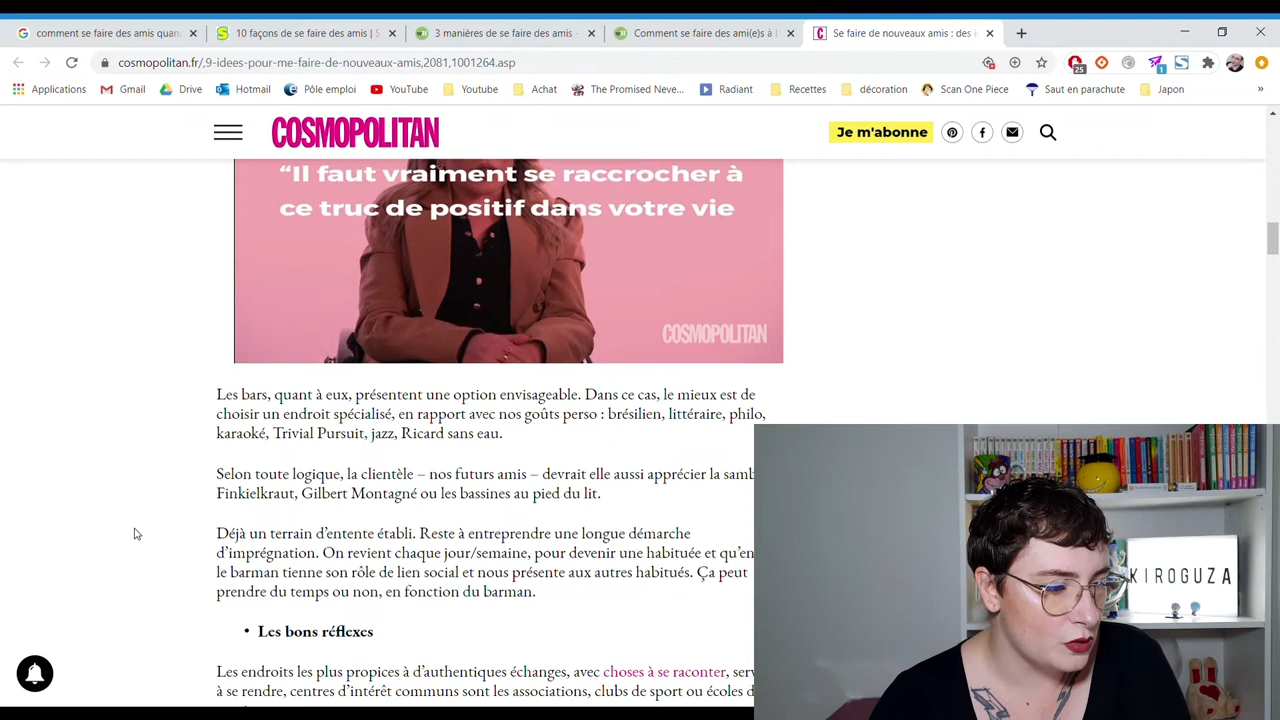 comment se faire des amis quan
10 façons de se faire des amis | S
3 manières de se faire des amis -
Comment se faire des ami(e)s à l
Se faire de nouveaux amis : des i
cosmopolitan.fr/,9-idees-pour-me-faire-de-nouveaux-amis,2081,1001264.asp
25
1
Applications
Gmail
Drive
Hotmail
Pôle emploi
YouTube
Youtube
Achat
The Promised Neve...
Radiant
Recettes
décoration
Scan One Piece
Saut en parachute
Japon
»
COSMOPOLITAN
Je m'abonne
“Il faut vraiment se raccrocher à
ce truc de positif dans votre vie
COSMOPOLITAN
Les bars, quant à eux, présentent une option envisageable. Dans ce cas, le mieux est de
choisir un endroit spécialisé, en rapport avec nos goûts perso : brésilien, littéraire, philo,
karaoké, Trivial Pursuit, jazz, Ricard sans eau.
Selon toute logique, la clientèle – nos futurs amis – devrait elle aussi apprécier la samb
Finkielkraut, Gilbert Montagné ou les bassines au pied du lit.
Déjà un terrain d’entente établi. Reste à entreprendre une longue démarche
d’imprégnation. On revient chaque jour/semaine, pour devenir une habituée et qu’en
le barman tienne son rôle de lien social et nous présente aux autres habitués. Ça peut
prendre du temps ou non, en fonction du barman.
• Les bons réflexes
Les endroits les plus propices à d’authentiques échanges, avec choses à se raconter, serv
à se rendre, centres d’intérêt communs sont les associations, clubs de sport ou écoles d
KIROGUZA